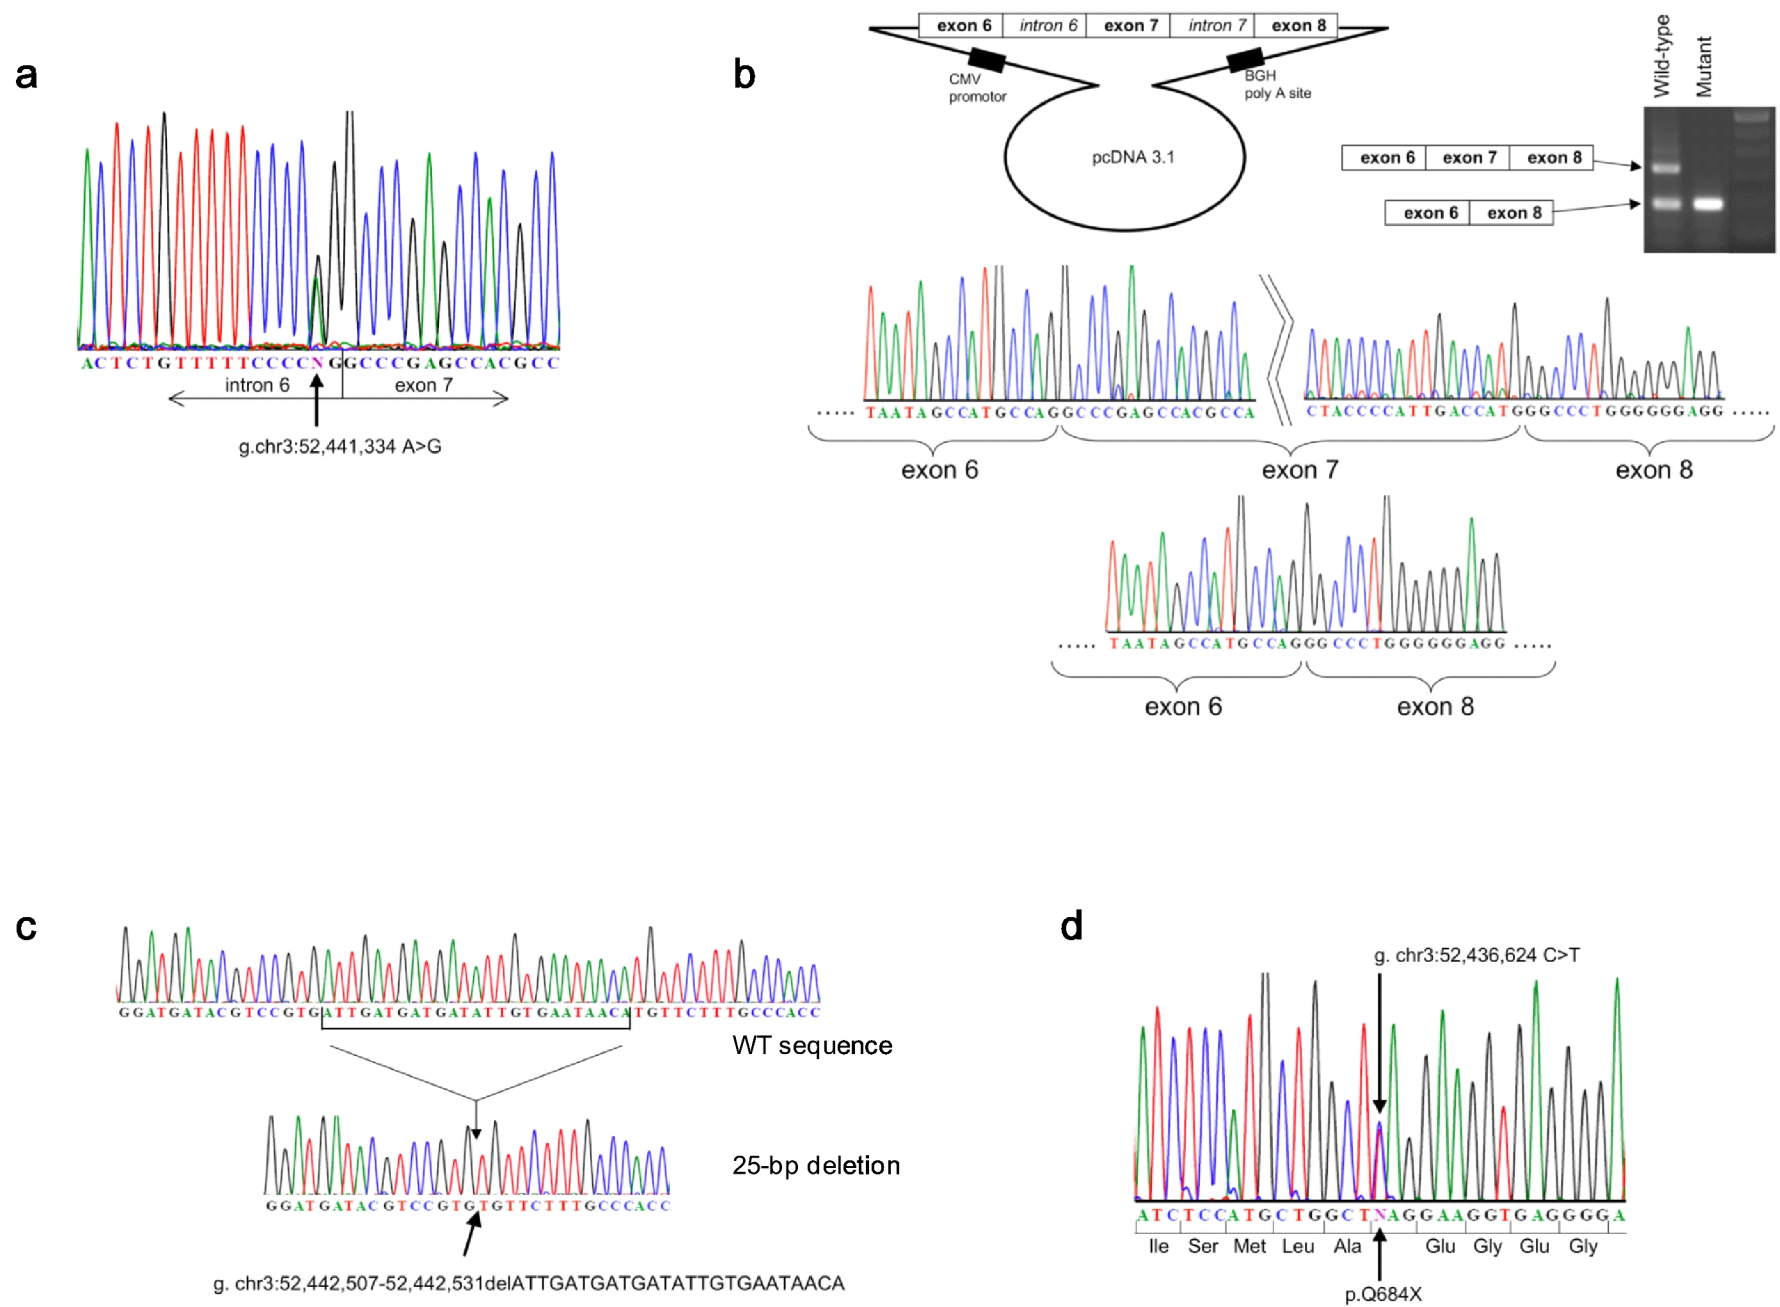 a
ACTCTGTTTTTCCCCNGGCCCGAGCCACGCC
intron 6 exon 7
g.chr3:52,441,334 A>G
b
exon 6 intron 6 exon 7 intron 7 exon 8
CMV
promotor
BGH
poly A site
pcDNA 3.1
Wild-type
Mutant
exon 6 exon 7 exon 8
exon 6 exon 8
..... TAATAGCCATGCCAGGCCCGAGCCACGCCA CTACCCCATTGACCATGGGCCCTGGGGGGAGG .....
exon 6 exon 7 exon 8
..... TAATAGCCATGCCAGGGCCCTGGGGGGAGG .....
exon 6 exon 8
c
GGATGATACGTCCGTGATTGATGATGATATTGTGAATAACATGTTCTTTGCCCACC
WT sequence
25-bp deletion
GGATGATACGTCCGTGTGTTCTTTGCCCACC
g. chr3:52,442,507-52,442,531delATTGATGATGATATTGTGAATAACA
d
g. chr3:52,436,624 C>T
ATCTCCATGCTGGCTNAGGAAGGTGAGGGGA
Ile Ser Met Leu Ala Glu Gly Glu Gly
p.Q684X